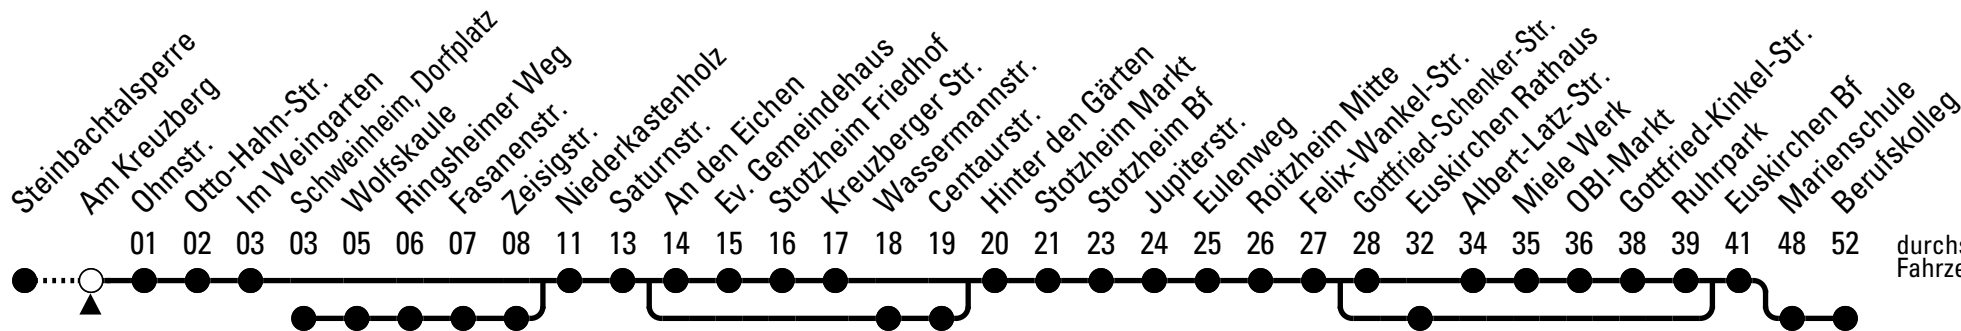 Steinbachtalsperre
Am Kreuzberg
Ohmstr.
Otto-Hahn-Str.
Im Weingarten
Schweinheim, Dorfplatz
Wolfskaule
Ringsheimer Weg
Fasanenstr.
Zeisigstr.
Niederkastenholz
Saturnstr.
An den Eichen
Ev. Gemeindehaus
Stotzheim Friedhof
Kreuzberger Str.
Wassermannstr.
Centaurstr.
Hinter den Gärten
Stotzheim Markt
Stotzheim Bf
Jupiterstr.
Eulenweg
Roitzheim Mitte
Felix-Wankel-Str.
Gottfried-Schenker-Str.
Euskirchen Rathaus
Albert-Latz-Str.
Miele Werk
OBI-Markt
Gottfried-Kinkel-Str.
Ruhrpark
Euskirchen Bf
Marienschule
Berufskolleg
01 02 03 03 05 06 07 08 11 13 14 15 16 17 18 19 20 21 23 24 25 26 27 28 32 34 35 36 38 39 41 48 52
durchs
Fahrze